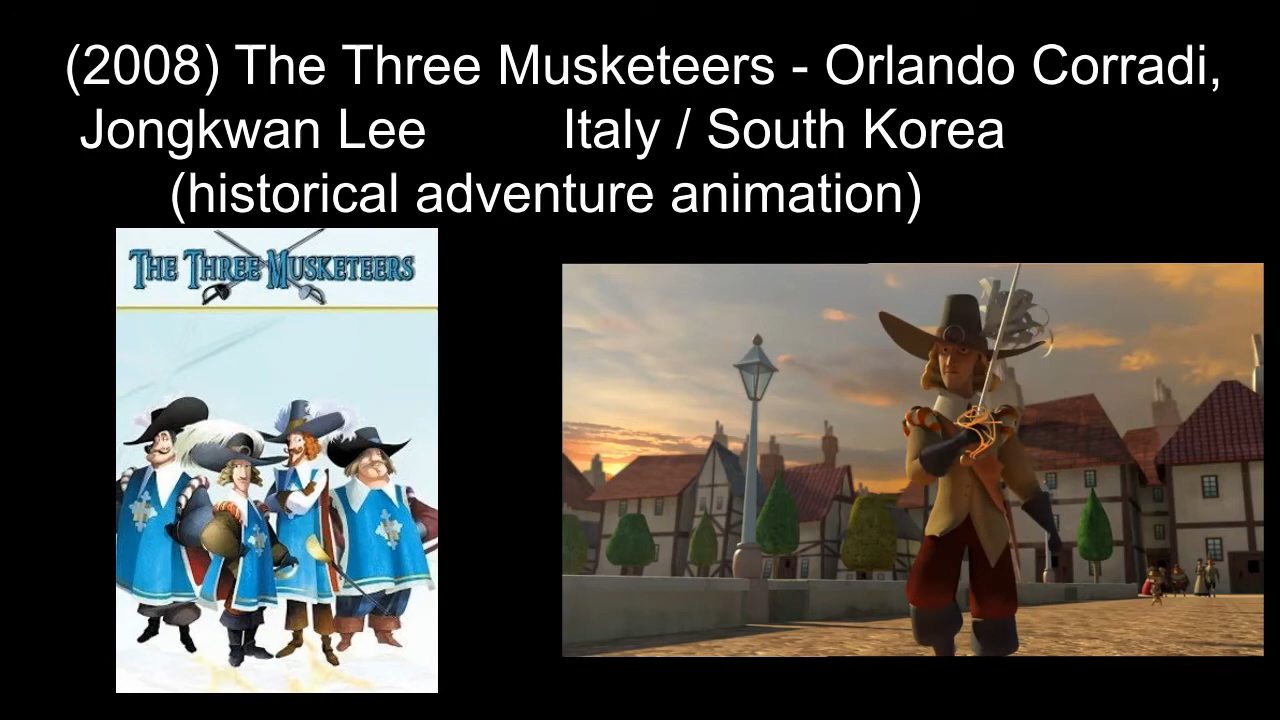 (2008) The Three Musketeers - Orlando Corradi,
Jongkwan Lee Italy / South Korea
(historical adventure animation)
THE THREE MUSKETEERS